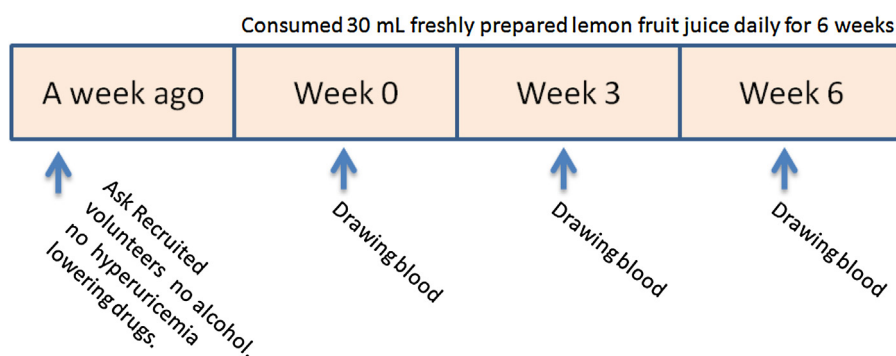 Consumed 30 mL freshly prepared lemon fruit juice daily for 6 weeks
A week ago
Week 0
Week 3
Week 6
Ask Recruited
volunteers no alcohol,
no hyperuricemia
lowering drugs.
Drawing blood
Drawing blood
Drawing blood